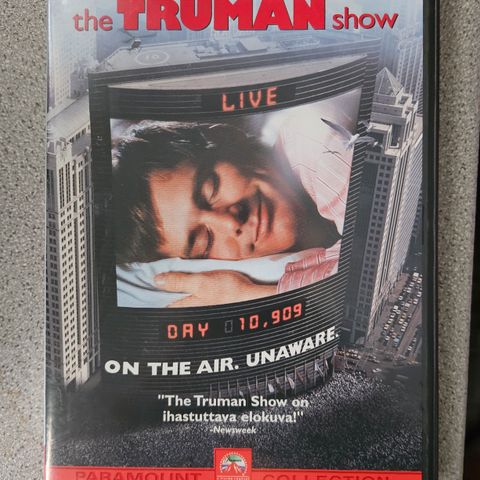 the TRUMAN show
LIVE
DAY 10,909
ON THE AIR. UNAWARE.
"The Truman Show on
ihastuttava elokuva!"
-Newsweek
PARAMOUNT COLLECTION